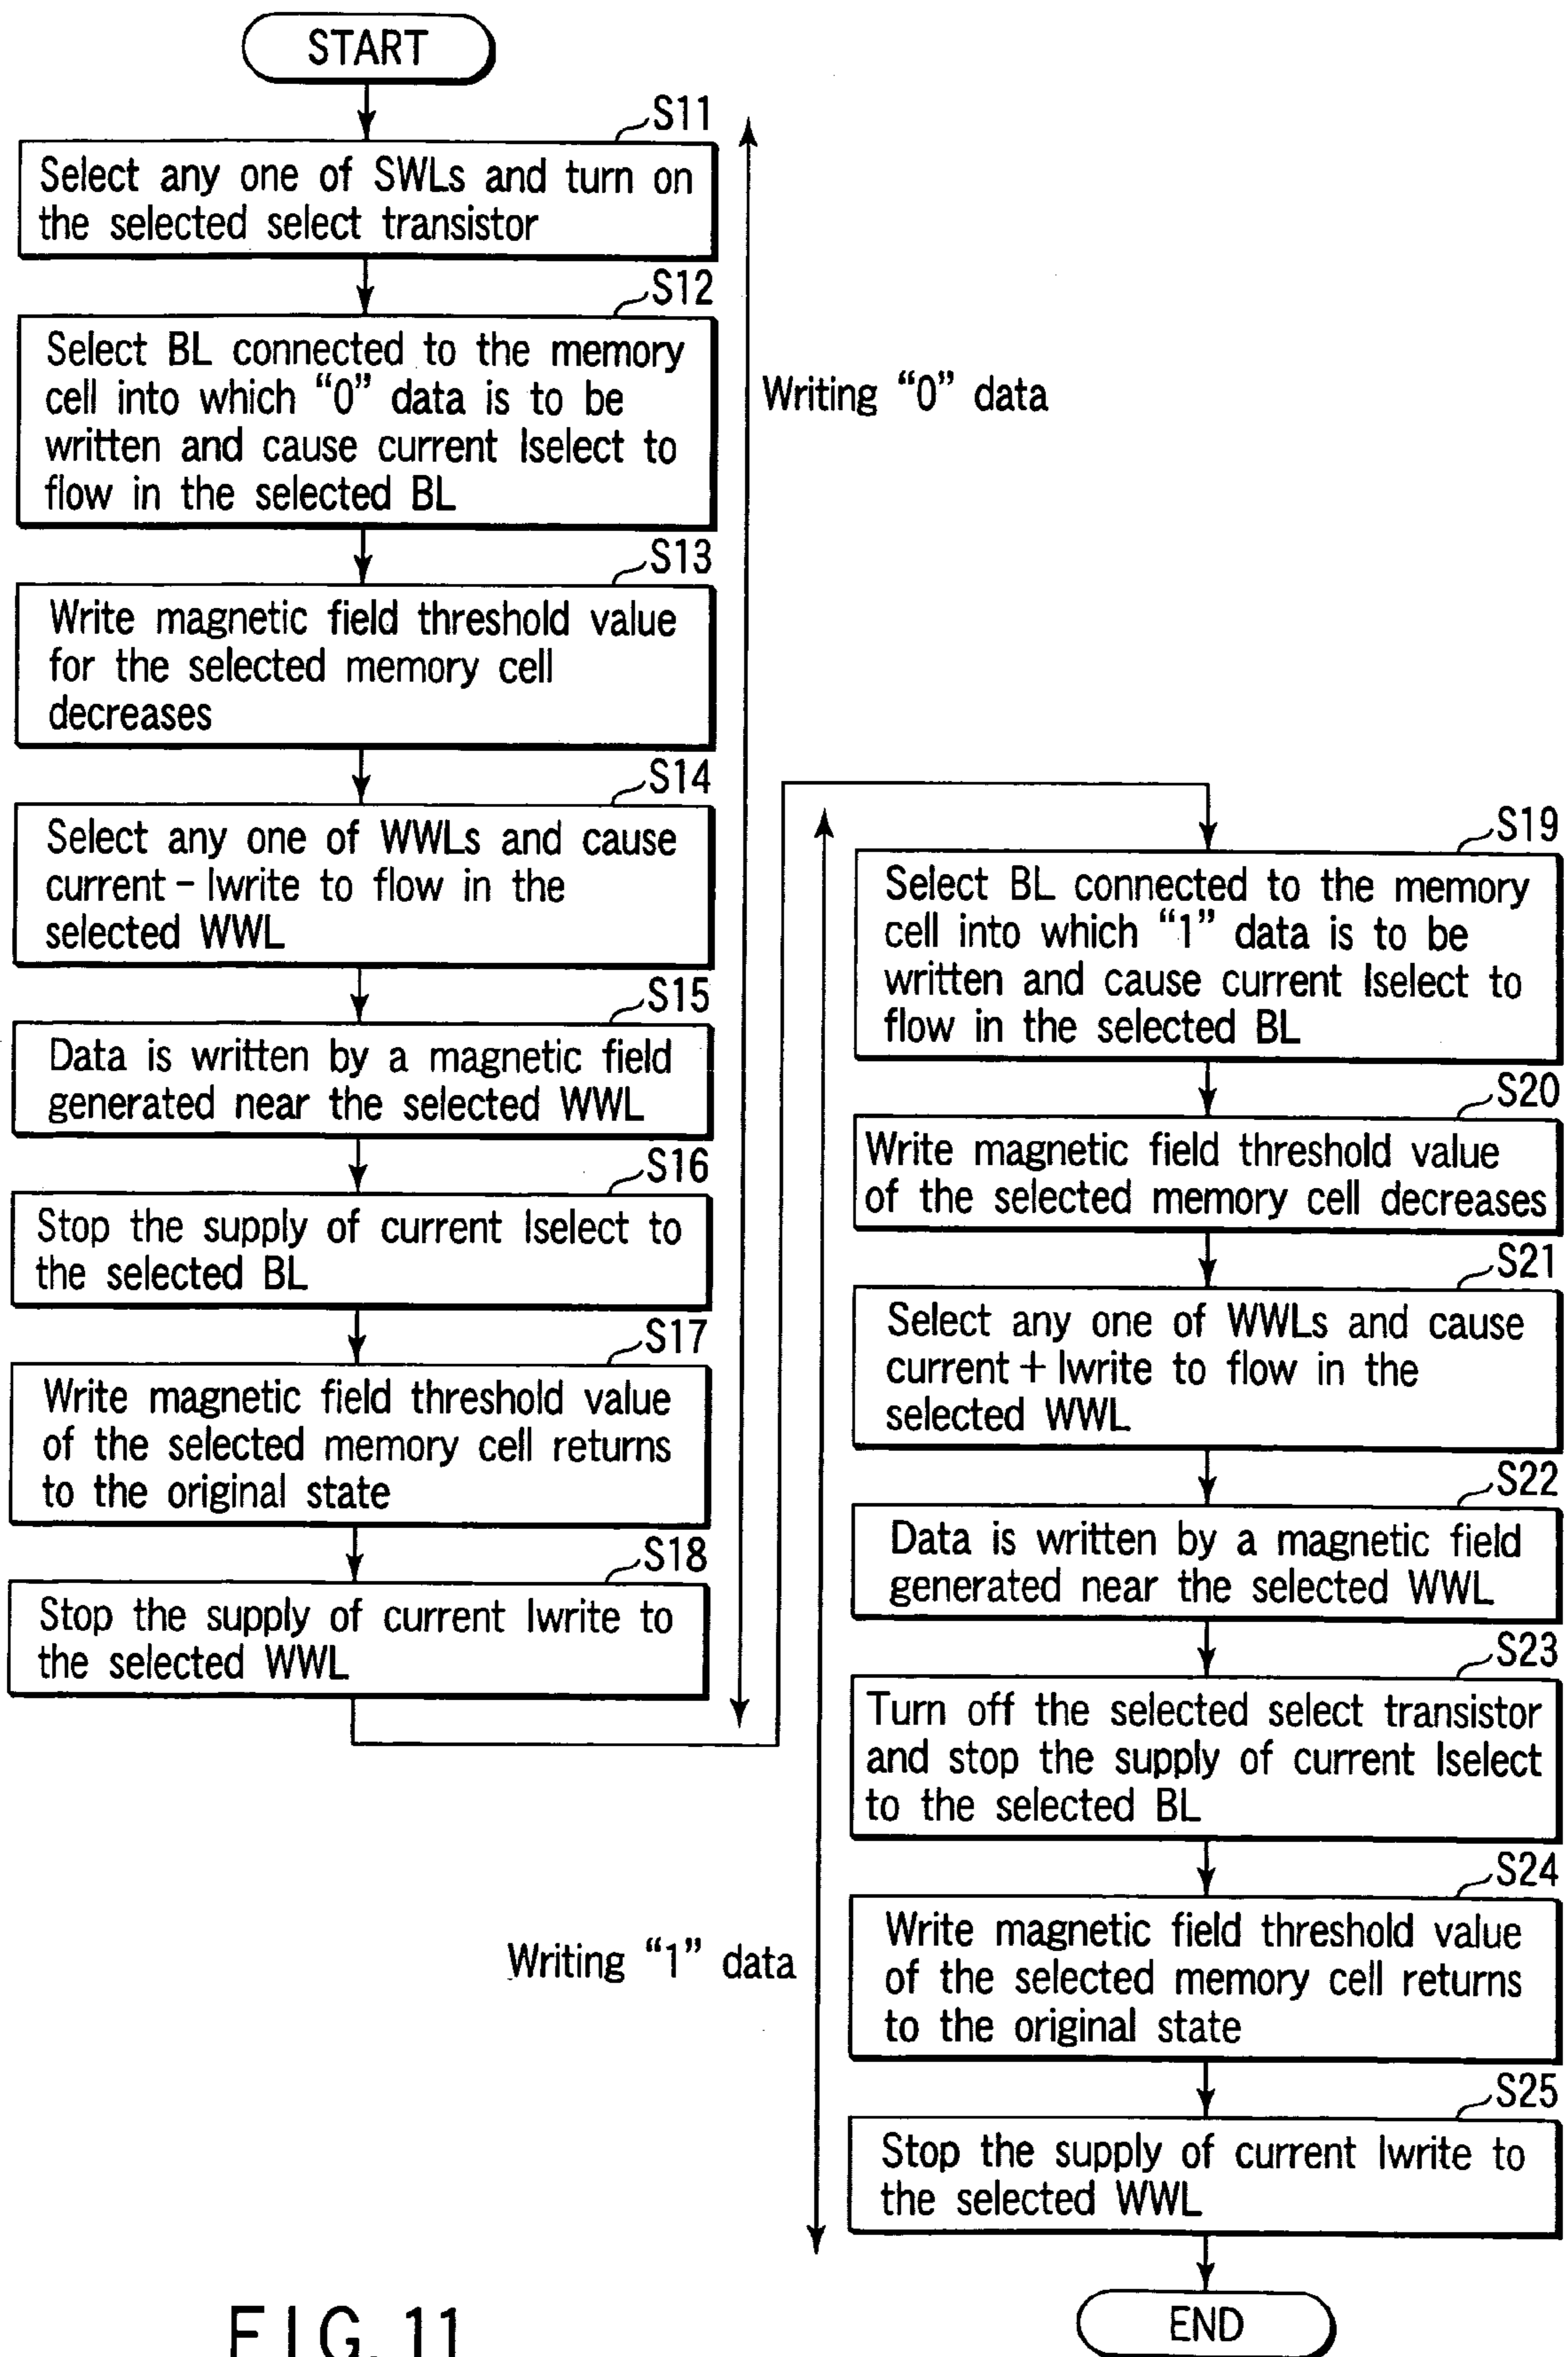 START
S11
Select any one of SWLs and turn on
the selected select transistor
S12
Select BL connected to the memory
cell into which “0” data is to be
written and cause current Iselect to
flow in the selected BL
S13
Write magnetic field threshold value
for the selected memory cell
decreases
S14
Select any one of WWLs and cause
current – Iwrite to flow in the
selected WWL
S15
Data is written by a magnetic field
generated near the selected WWL
S16
Stop the supply of current Iselect to
the selected BL
S17
Write magnetic field threshold value
of the selected memory cell returns
to the original state
S18
Stop the supply of current Iwrite to
the selected WWL
Writing “0” data
S19
Select BL connected to the memory
cell into which “1” data is to be
written and cause current Iselect to
flow in the selected BL
S20
Write magnetic field threshold value
of the selected memory cell decreases
S21
Select any one of WWLs and cause
current + Iwrite to flow in the
selected WWL
S22
Data is written by a magnetic field
generated near the selected WWL
S23
Turn off the selected select transistor
and stop the supply of current Iselect
to the selected BL
S24
Write magnetic field threshold value
of the selected memory cell returns
to the original state
S25
Stop the supply of current Iwrite to
the selected WWL
Writing “1” data
END
FIG. 11